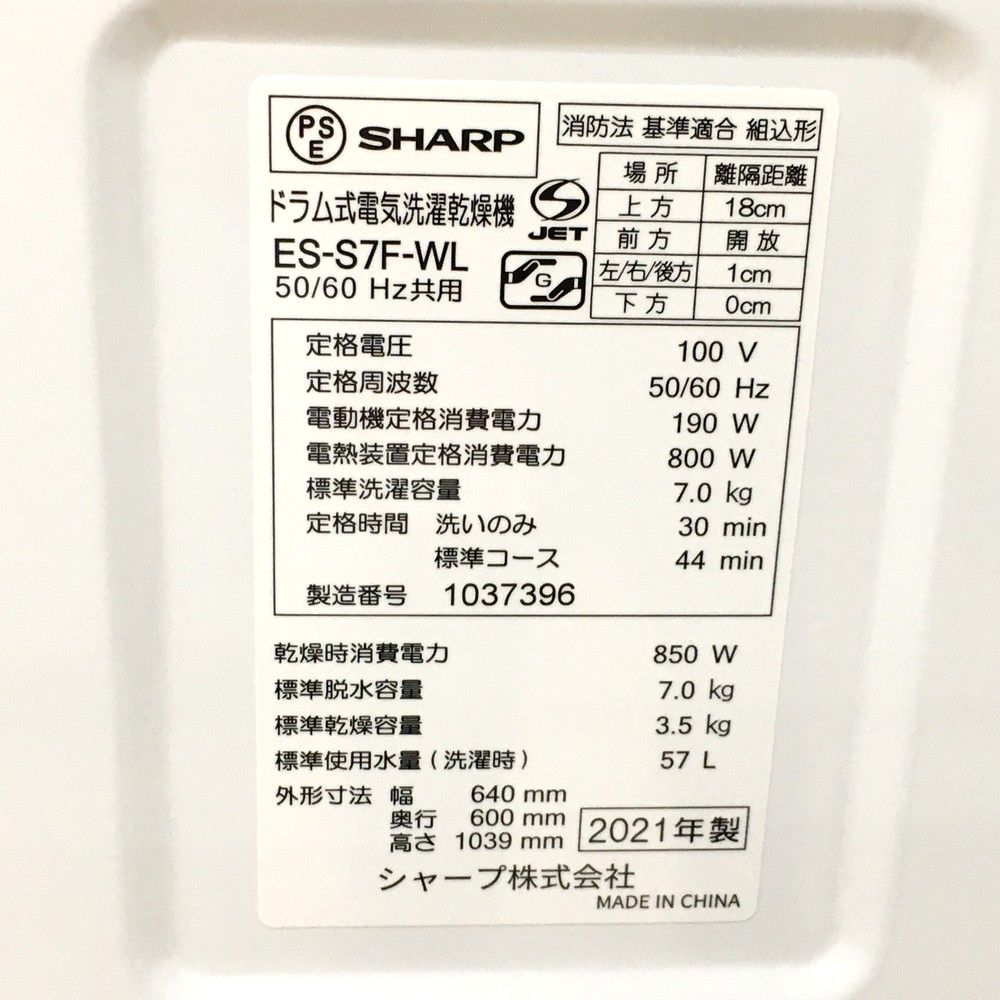 PS
E
SHARP
ドラム式電気洗濯乾燥機
ES-S7F-WL
50/60 Hz共用
S
JET
G
消防法 基準適合 組込形
場所 離隔距離
上方 18cm
前方 開放
左/右/後方 1cm
下方 0cm
定格電圧 100 V
定格周波数 50/60 Hz
電動機定格消費電力 190 W
電熱装置定格消費電力 800 W
標準洗濯容量 7.0 kg
定格時間 洗いのみ 30 min
標準コース 44 min
製造番号 1037396
乾燥時消費電力 850 W
標準脱水容量 7.0 kg
標準乾燥容量 3.5 kg
標準使用水量(洗濯時) 57 L
外形寸法 幅 640 mm
奥行 600 mm
高さ 1039 mm
2021年製
シャープ株式会社
MADE IN CHINA